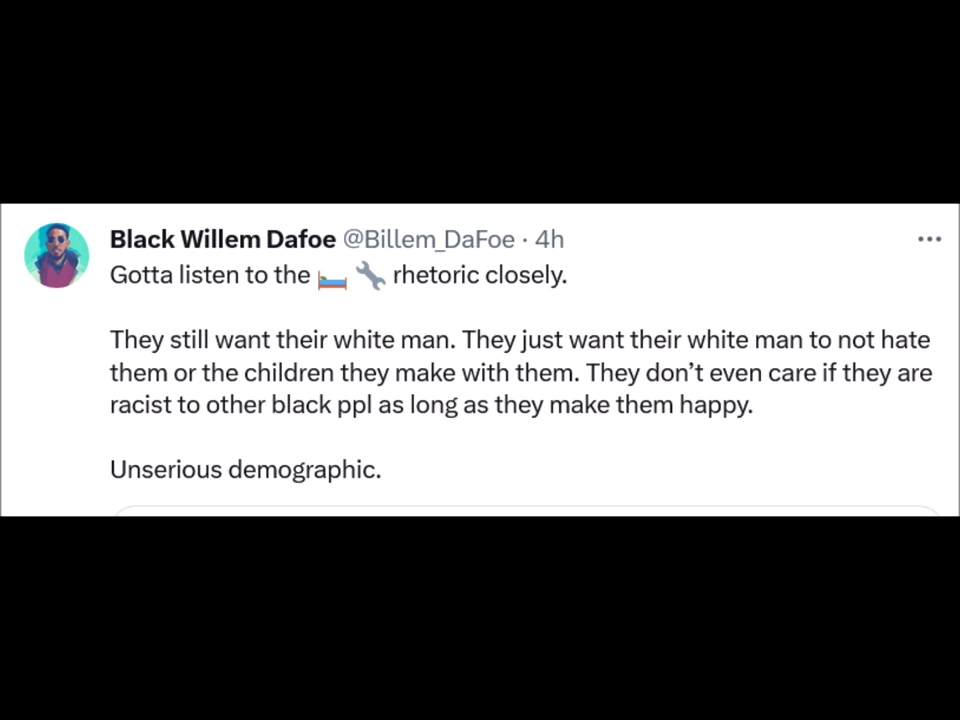 Black Willem Dafoe @Billem_DaFoe · 4h
Gotta listen to the 🛏️ 🔧 rhetoric closely.
They still want their white man. They just want their white man to not hate
them or the children they make with them. They don’t even care if they are
racist to other black ppl as long as they make them happy.
Unserious demographic.